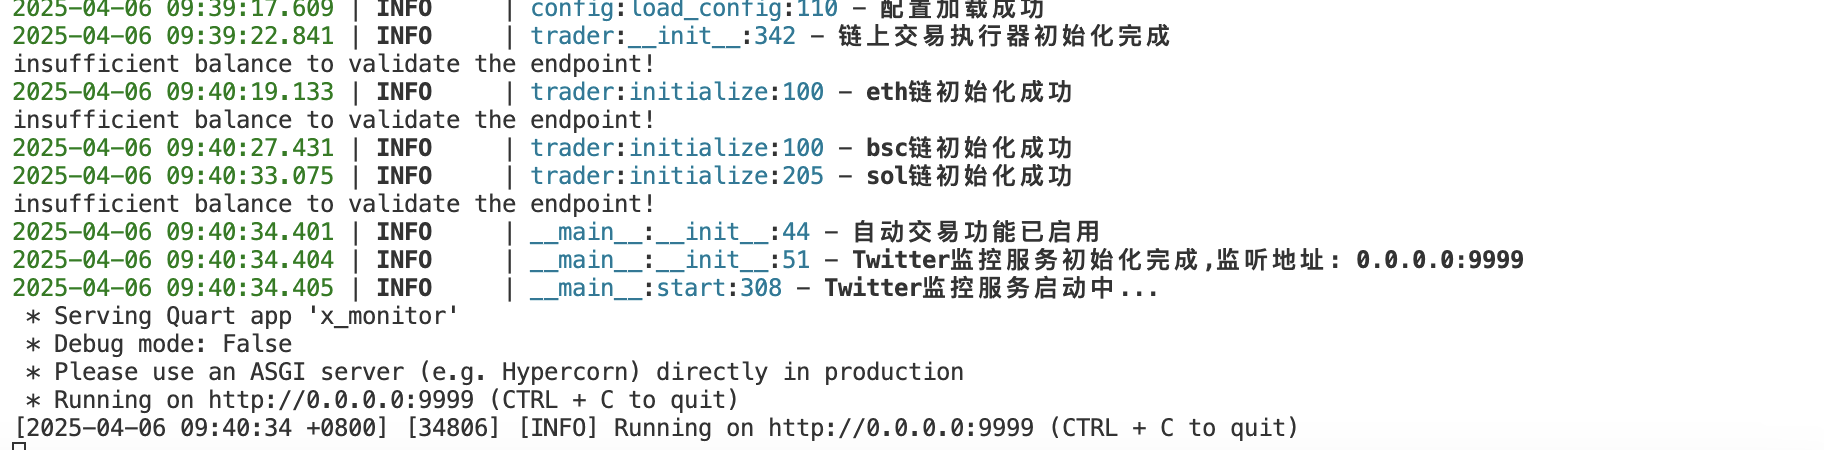 2025-04-06 09:39:17.609 | INFO     | config:load_config:110 - 配置加载成功
2025-04-06 09:39:22.841 | INFO     | trader:__init__:342 - 链上交易执行器初始化完成
insufficient balance to validate the endpoint!
2025-04-06 09:40:19.133 | INFO     | trader:initialize:100 - eth链初始化成功
insufficient balance to validate the endpoint!
2025-04-06 09:40:27.431 | INFO     | trader:initialize:100 - bsc链初始化成功
2025-04-06 09:40:33.075 | INFO     | trader:initialize:205 - sol链初始化成功
insufficient balance to validate the endpoint!
2025-04-06 09:40:34.401 | INFO     | __main__:__init__:44 - 自动交易功能已启用
2025-04-06 09:40:34.404 | INFO     | __main__:__init__:51 - Twitter监控服务初始化完成,监听地址: 0.0.0.0:9999
2025-04-06 09:40:34.405 | INFO     | __main__:start:308 - Twitter监控服务启动中...
 * Serving Quart app 'x_monitor'
 * Debug mode: False
 * Please use an ASGI server (e.g. Hypercorn) directly in production
 * Running on http://0.0.0.0:9999 (CTRL + C to quit)
[2025-04-06 09:40:34 +0800] [34806] [INFO] Running on http://0.0.0.0:9999 (CTRL + C to quit)